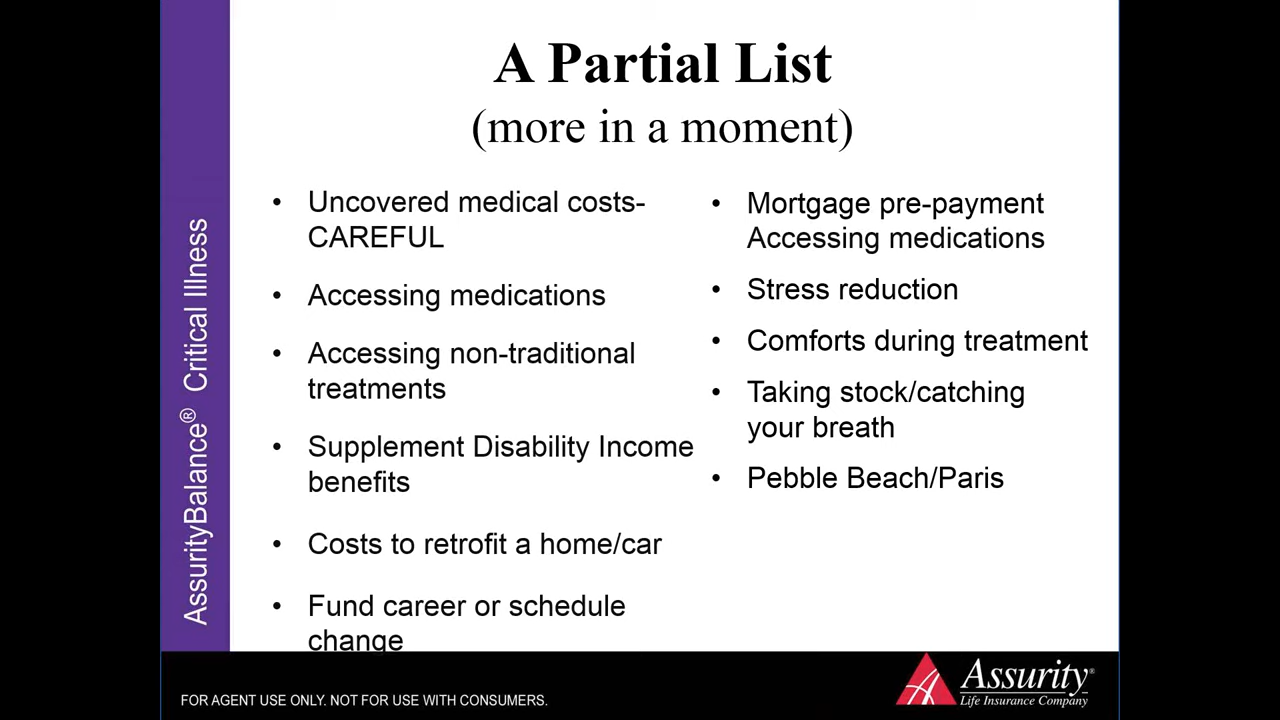 A Partial List
(more in a moment)
• Uncovered medical costs-
CAREFUL
• Accessing medications
• Accessing non-traditional
treatments
• Supplement Disability Income
benefits
• Costs to retrofit a home/car
• Fund career or schedule
change
• Mortgage pre-payment
Accessing medications
• Stress reduction
• Comforts during treatment
• Taking stock/catching
your breath
• Pebble Beach/Paris
AssurityBalance® Critical Illness
FOR AGENT USE ONLY. NOT FOR USE WITH CONSUMERS.
Assurity®
Life Insurance Company